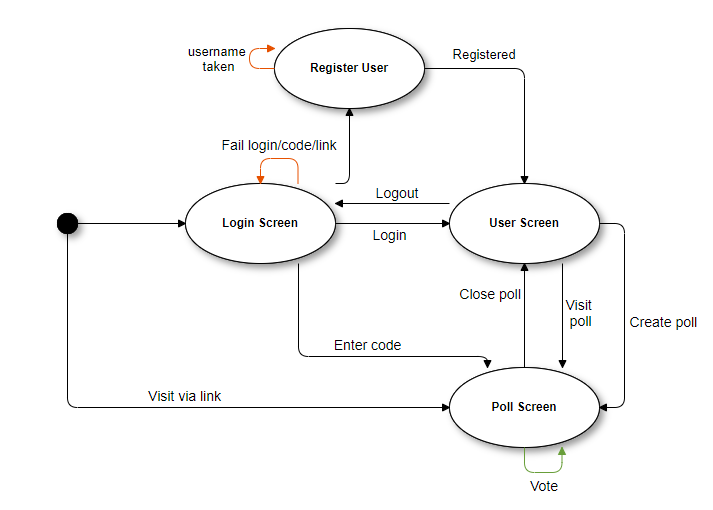 username
taken
Register User
Registered
Fail login/code/link
Logout
Login Screen
User Screen
Login
Close poll
Visit
poll
Create poll
Enter code
Visit via link
Poll Screen
Vote